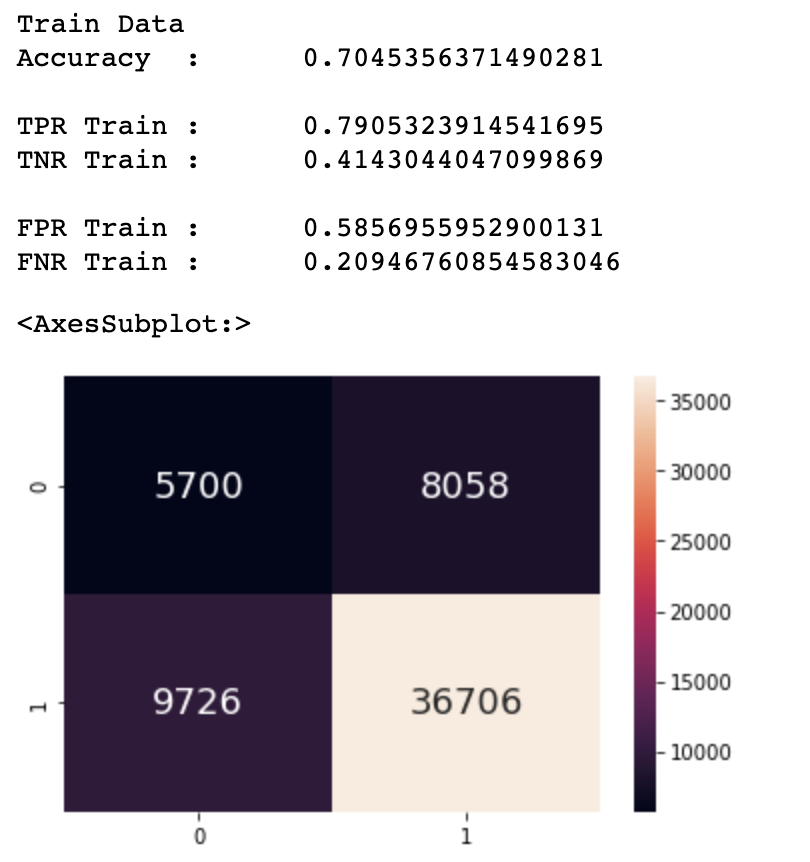 Train Data
Accuracy  :      0.7045356371490281
TPR Train :      0.7905323914541695
TNR Train :      0.4143044047099869
FPR Train :      0.5856955952900131
FNR Train :      0.20946760854583046
<AxesSubplot:>
35000
0 5700 8058
30000
25000
20000
15000
1 9726 36706
10000
0 1